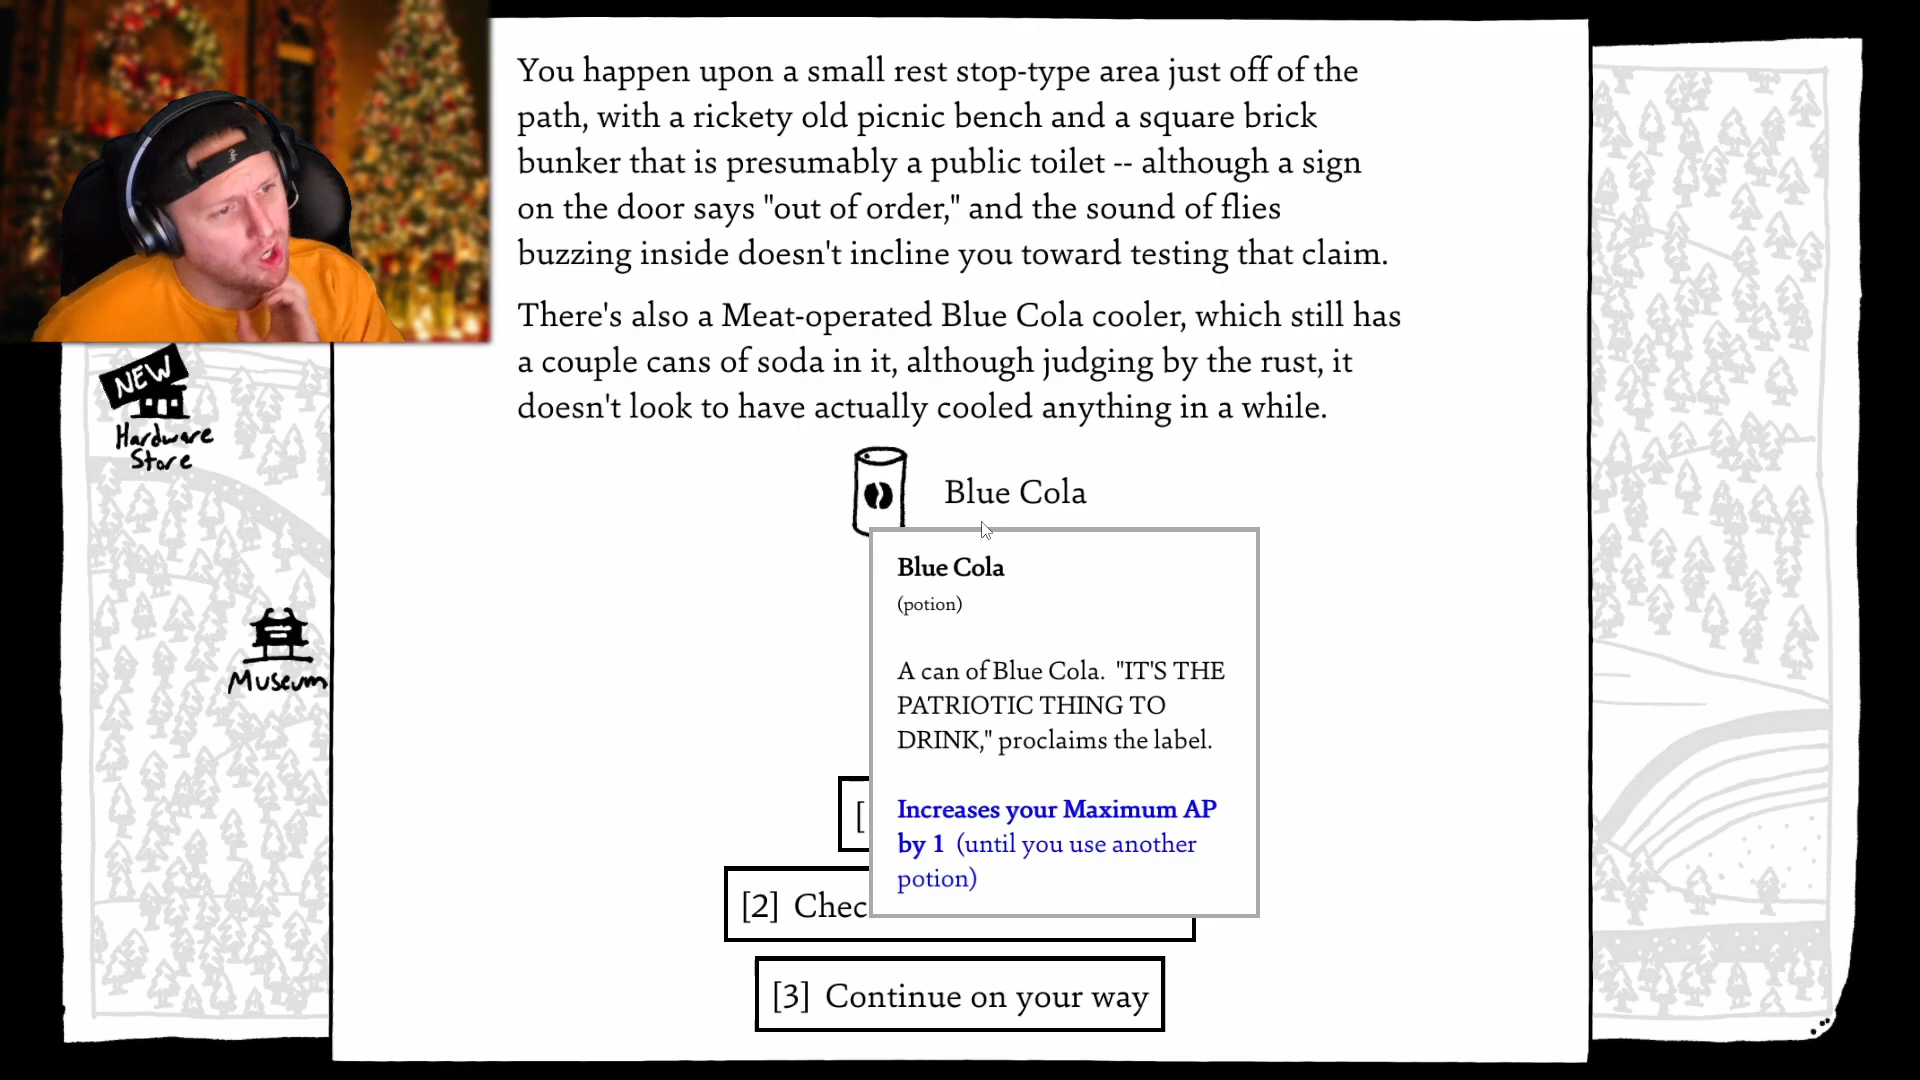 You happen upon a small rest stop-type area just off of the
path, with a rickety old picnic bench and a square brick
bunker that is presumably a public toilet -- although a sign
on the door says "out of order," and the sound of flies
buzzing inside doesn't incline you toward testing that claim.
There's also a Meat-operated Blue Cola cooler, which still has
a couple cans of soda in it, although judging by the rust, it
doesn't look to have actually cooled anything in a while.
NEW
Hardware
Store
Museum
Blue Cola
Blue Cola
(potion)
A can of Blue Cola. "IT'S THE
PATRIOTIC THING TO
DRINK," proclaims the label.
Increases your Maximum AP
by 1 (until you use another
potion)
[
[2] Chec
[3] Continue on your way